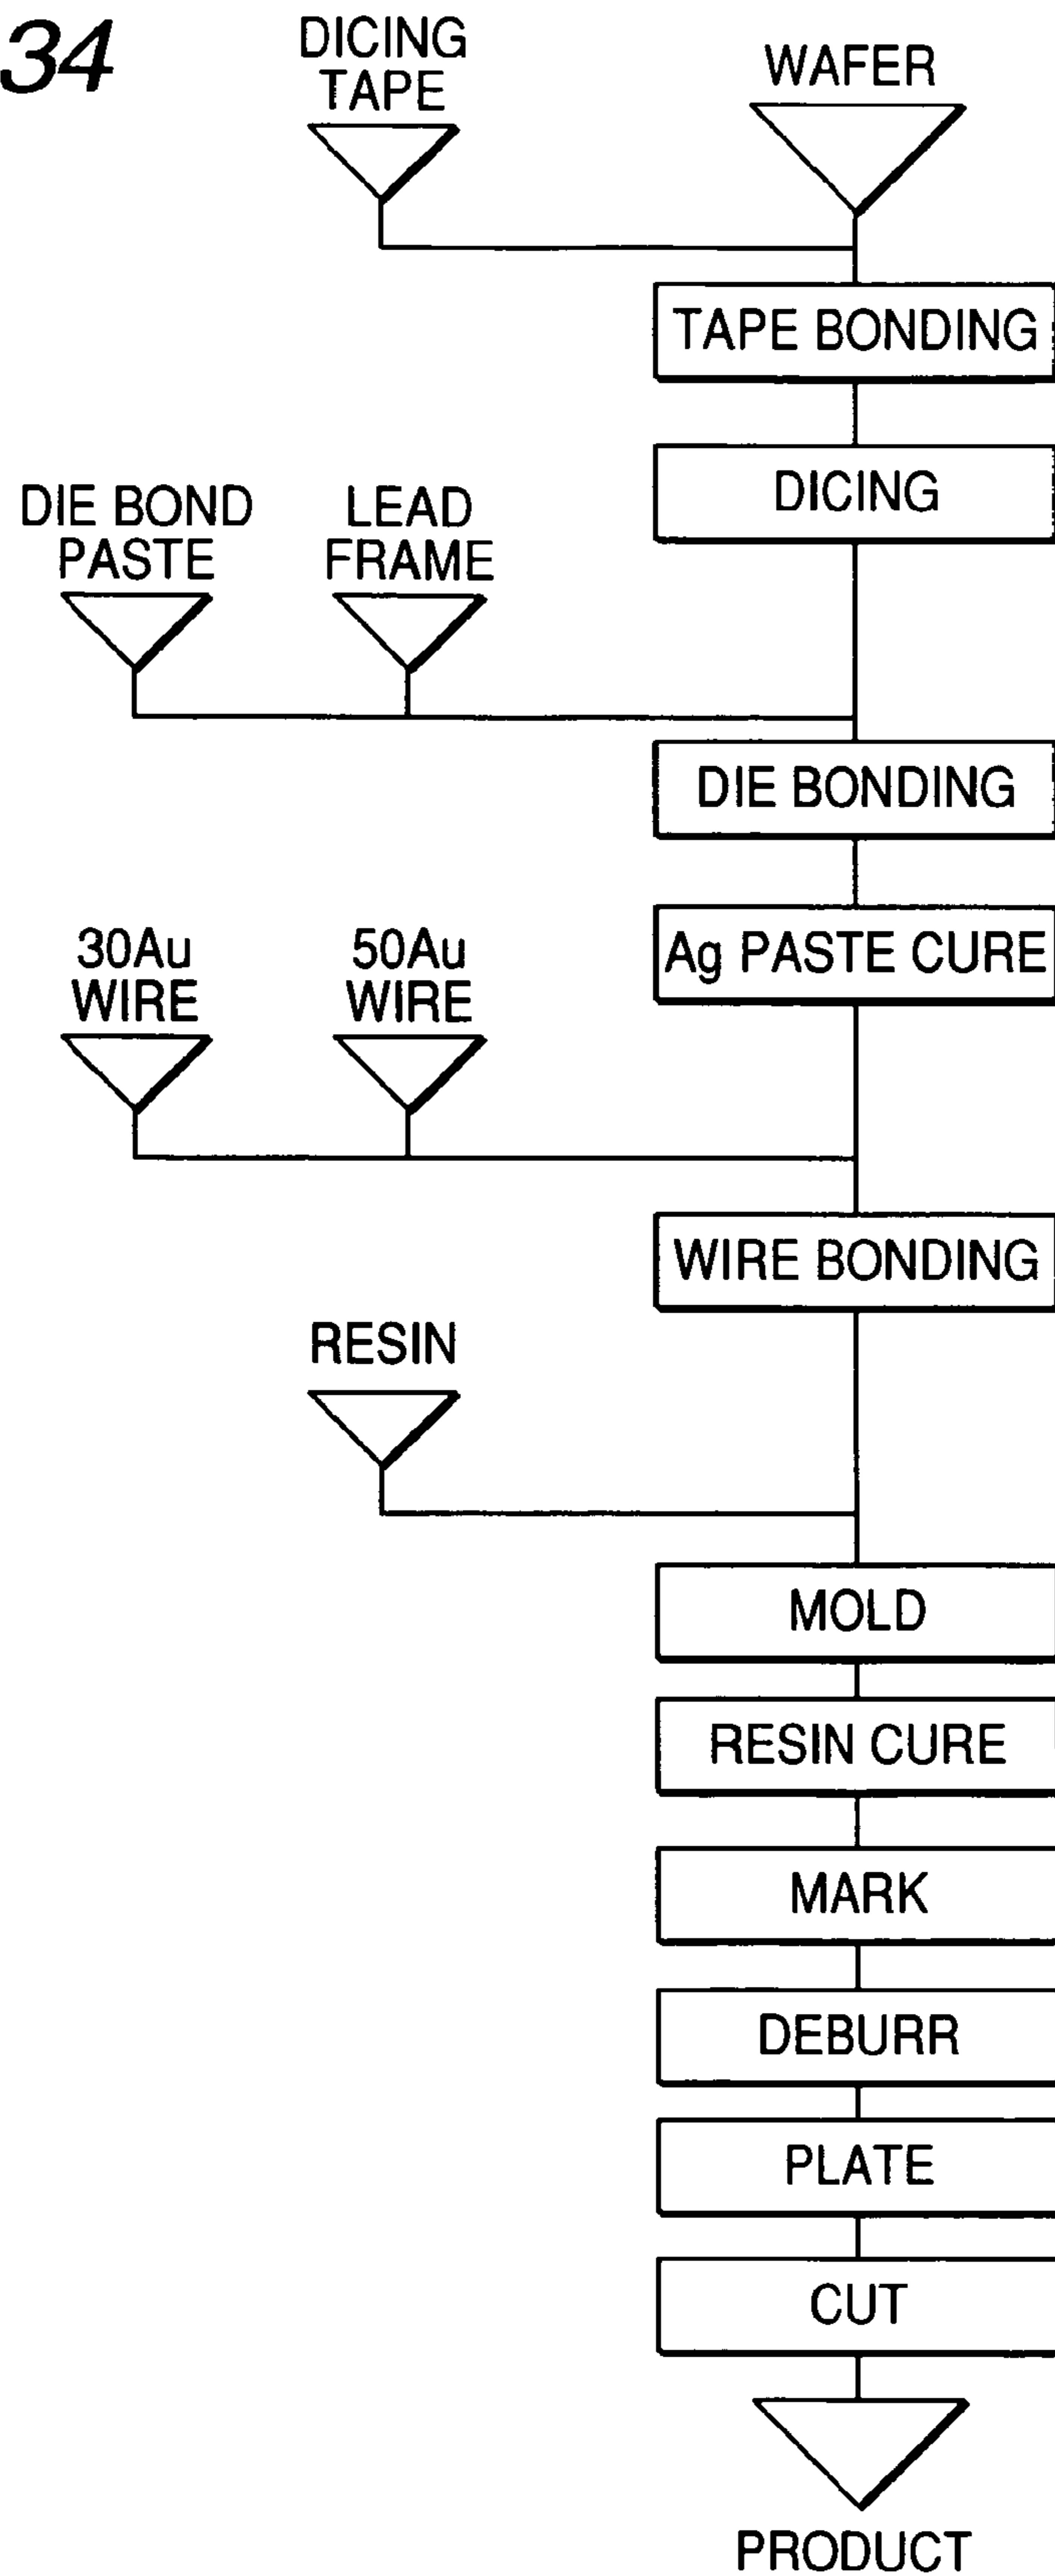 34
DICING
TAPE
WAFER
TAPE BONDING
DICING
DIE BOND
PASTE
LEAD
FRAME
DIE BONDING
Ag PASTE CURE
30Au
WIRE
50Au
WIRE
WIRE BONDING
RESIN
MOLD
RESIN CURE
MARK
DEBURR
PLATE
CUT
PRODUCT